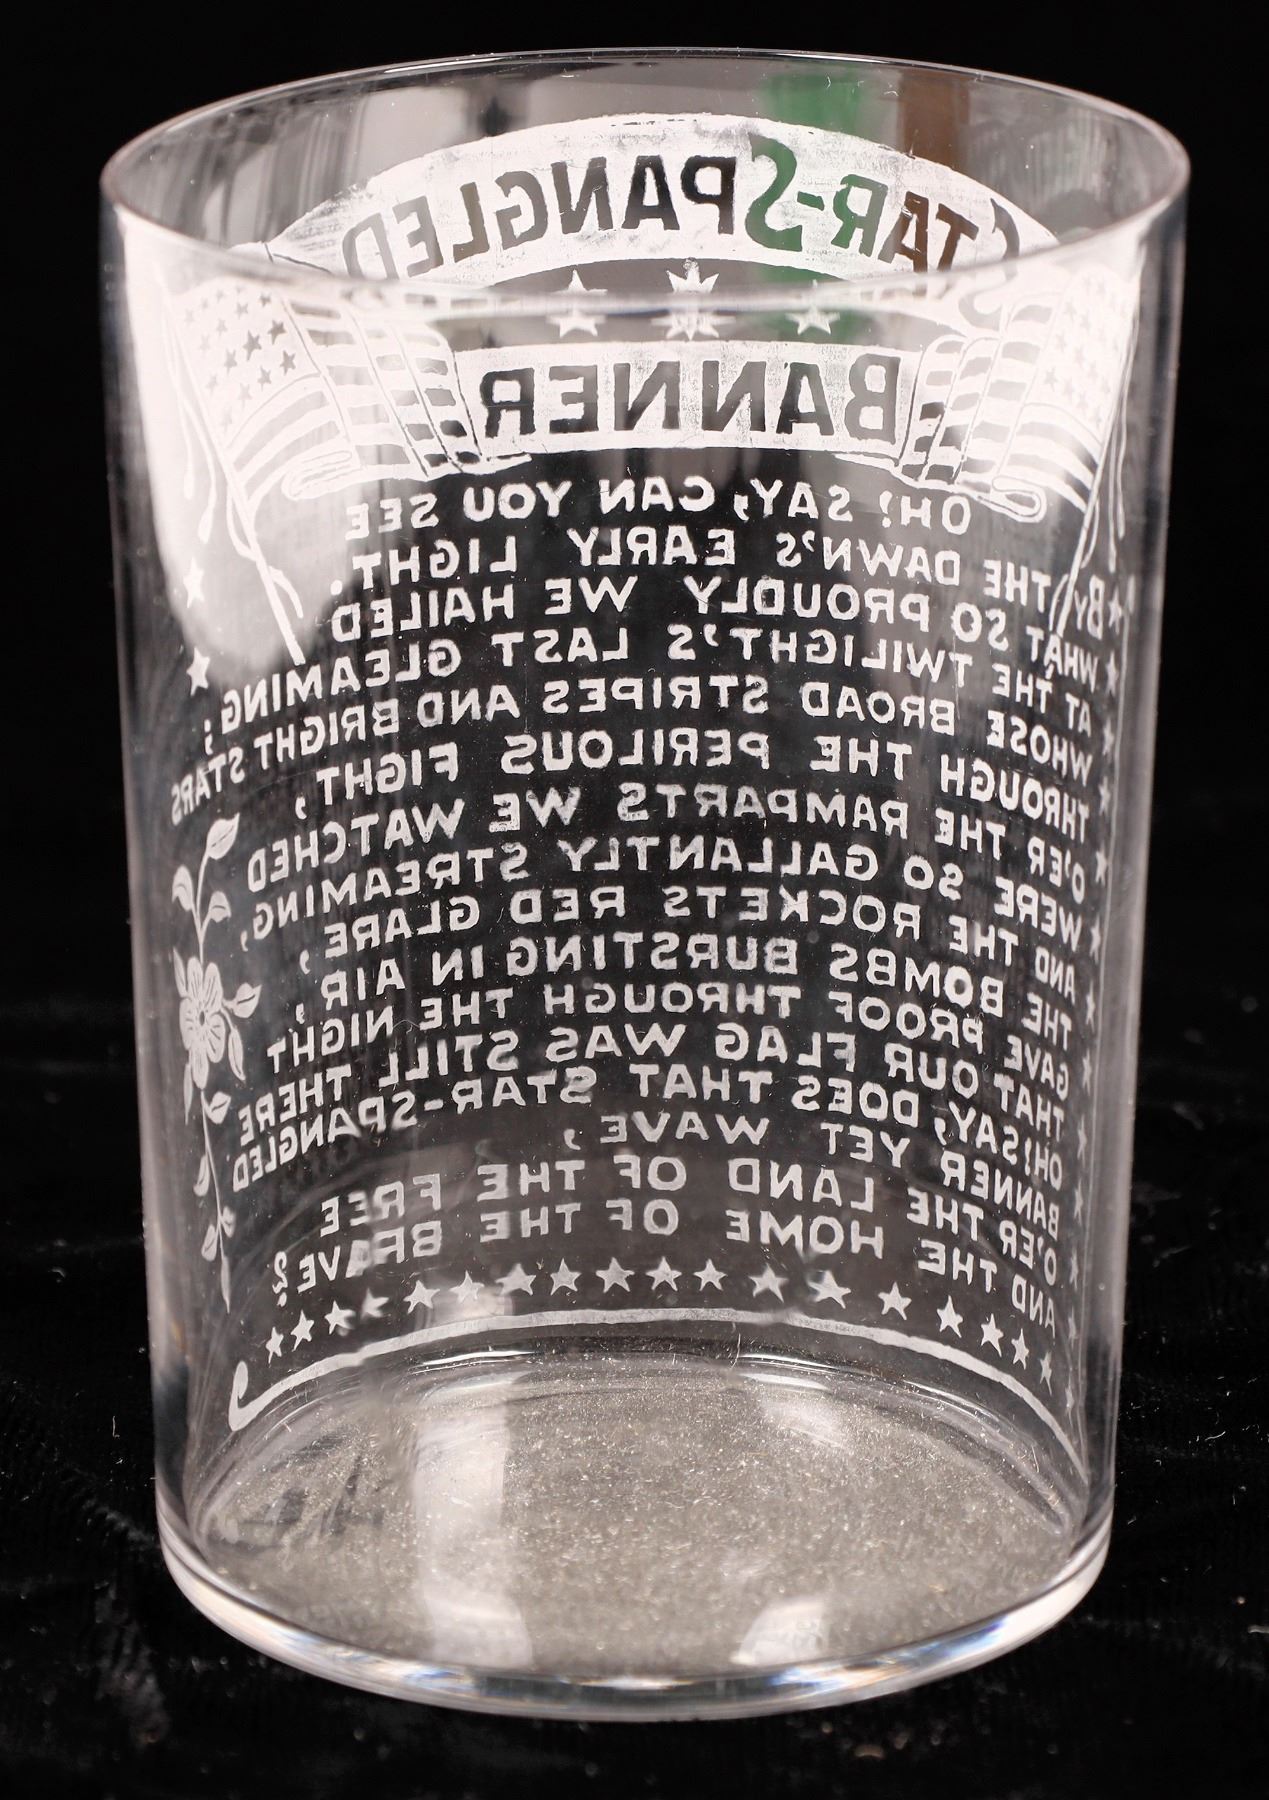 STAR-SPANGLED
BANNER
OH! SAY, CAN YOU SEE
BY THE DAWN'S EARLY LIGHT.
WHAT SO PROUDLY WE HAILED
AT THE TWILIGHT'S LAST GLEAMING;
WHOSE BROAD STRIPES AND BRIGHT STARS
THROUGH THE PERILOUS FIGHT,
O'ER THE RAMPARTS WE WATCHED
WERE SO GALLANTLY STREAMING,
AND THE ROCKETS RED GLARE,
THE BOMBS BURSTING IN AIR,
GAVE PROOF THROUGH THE NIGHT
THAT OUR FLAG WAS STILL THERE
OH! SAY, DOES THAT STAR-SPANGLED
BANNER YET WAVE,
O'ER THE LAND OF THE FREE
AND THE HOME OF THE BRAVE?